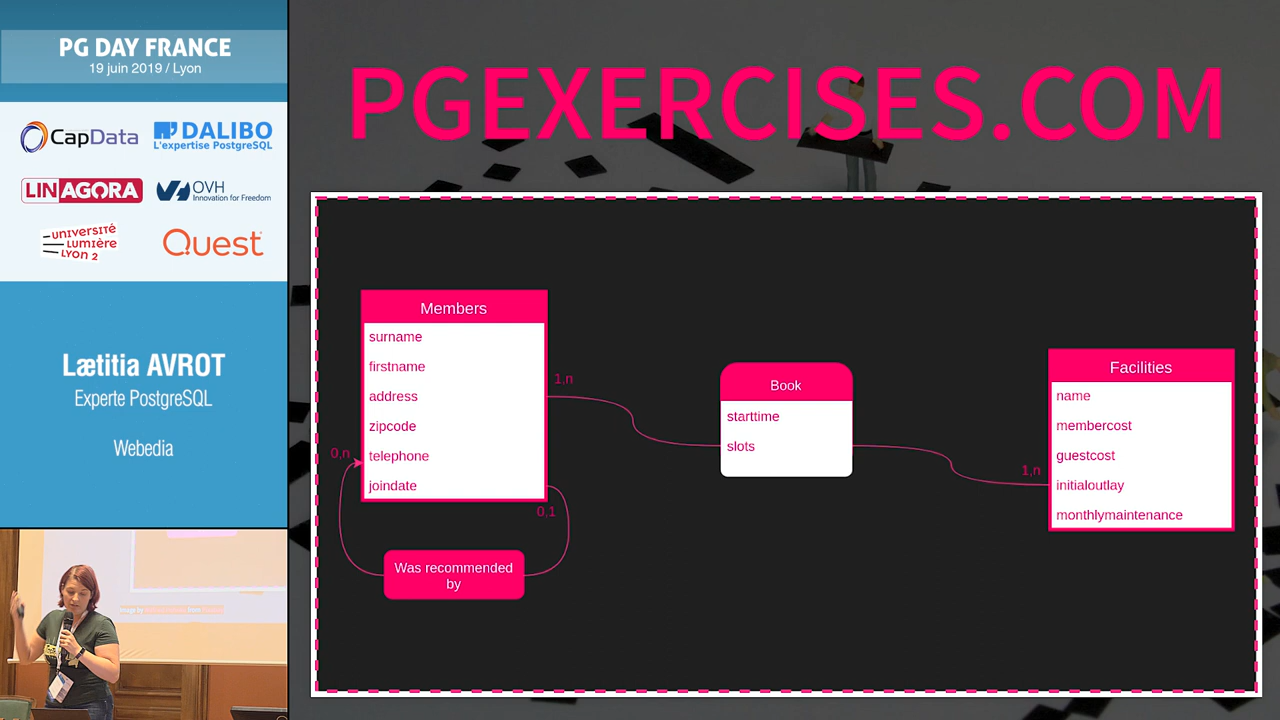 PG DAY FRANCE
19 juin 2019 / Lyon
CapData
DALIBO
L'expertise PostgreSQL
LINAGORA
OVH
Innovation for Freedom
UNIVERSITÉ
LUMIÈRE
LYON 2
Quest
Lætitia AVROT
Experte PostgreSQL
Webedia
PGEXERCISES.COM
Members
surname
firstname
address
zipcode
telephone
joindate
1,n
0,n
0,1
Was recommended
by
Book
starttime
slots
1,n
Facilities
name
membercost
guestcost
initialoutlay
monthlymaintenance